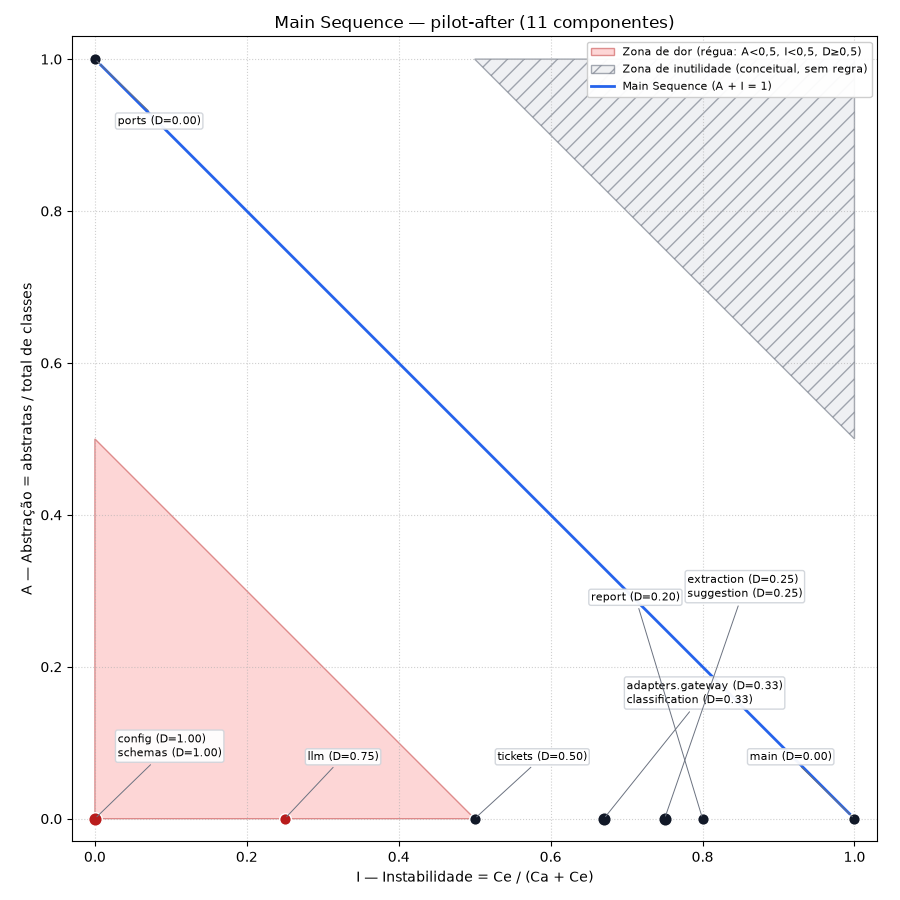 Main Sequence — pilot-after (11 componentes)
Zona de dor (régua: A<0,5, I<0,5, D≥0,5)
Zona de inutilidade (conceitual, sem regra)
Main Sequence (A + I = 1)
A — Abstração = abstratas / total de classes
1.0
0.8
0.6
0.4
0.2
0.0
ports (D=0.00)
extraction (D=0.25)
suggestion (D=0.25)
report (D=0.20)
adapters.gateway (D=0.33)
classification (D=0.33)
config (D=1.00)
schemas (D=1.00)
llm (D=0.75)
tickets (D=0.50)
main (D=0.00)
0.0
0.2
0.4
0.6
0.8
1.0
I — Instabilidade = Ce / (Ca + Ce)